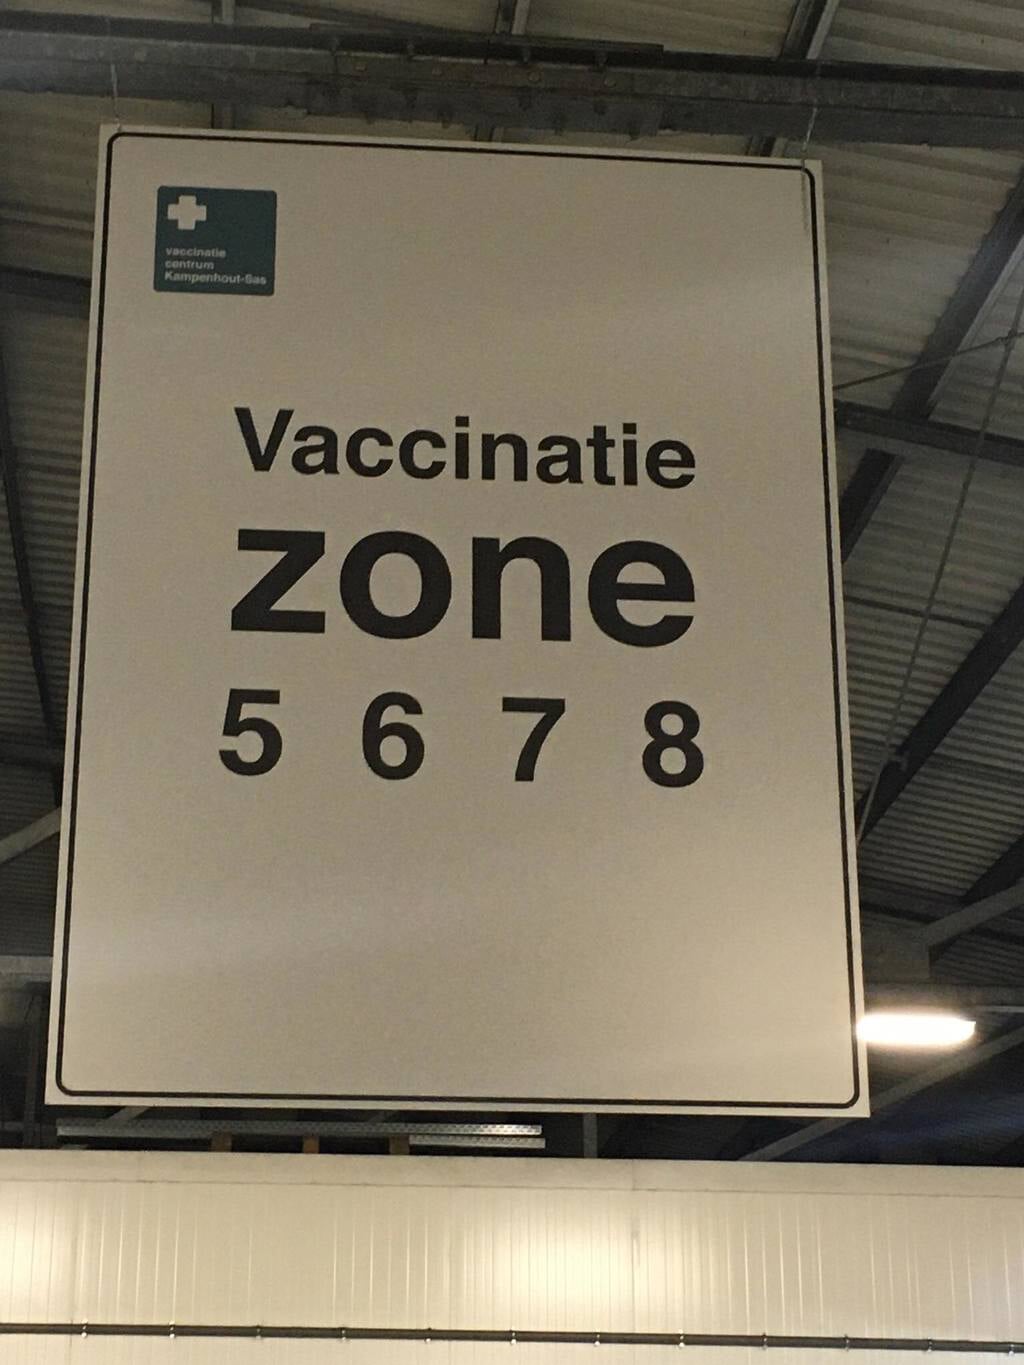 vaccinatie
centrum
Kampenhout-Sas
Vaccinatie
zone
5 6 7 8